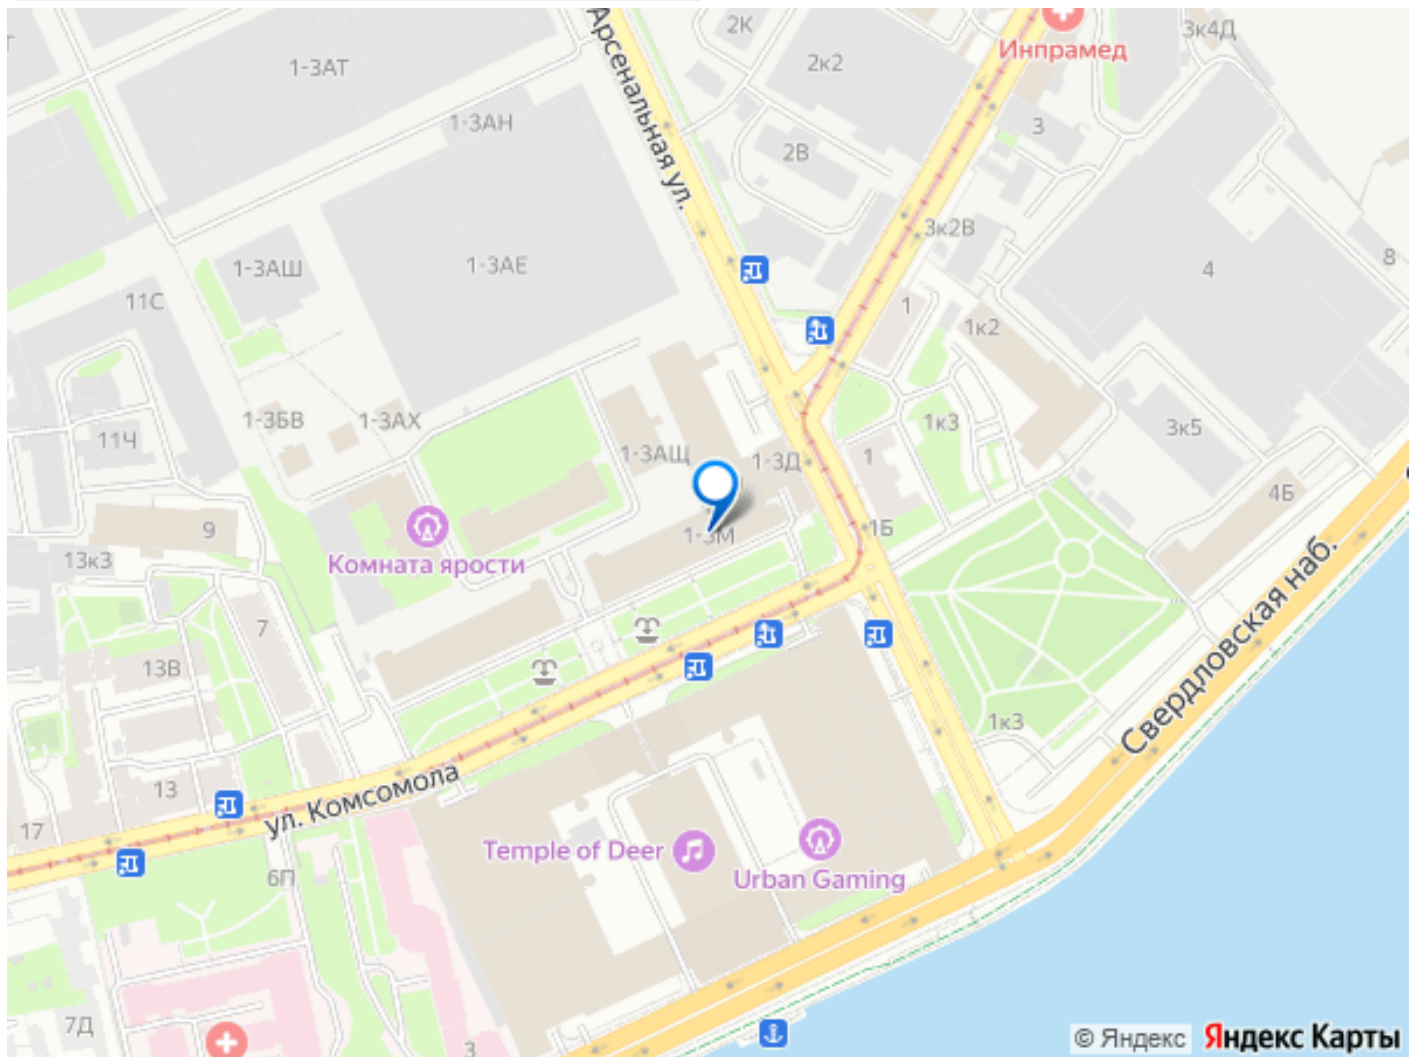 2К
3к4Д
Инпрамед
1-3АТ
2к2
Арсенальная ул.
1-3АН
3
2В
3к2В
1-3АШ
1-3АЕ
4
8
11С
1
1к2
1-3БВ
1-3АХ
1к3
3к5
11Ч
1-3АЩ
1-3Д
1
4Б
9
1-3М
1Б
13к3
Комната ярости
Свердловская наб.
7
13В
1к3
13
ул. Комсомола
17
Temple of Deer
6П
Urban Gaming
7Д
3
© Яндекс Яндекс Карты